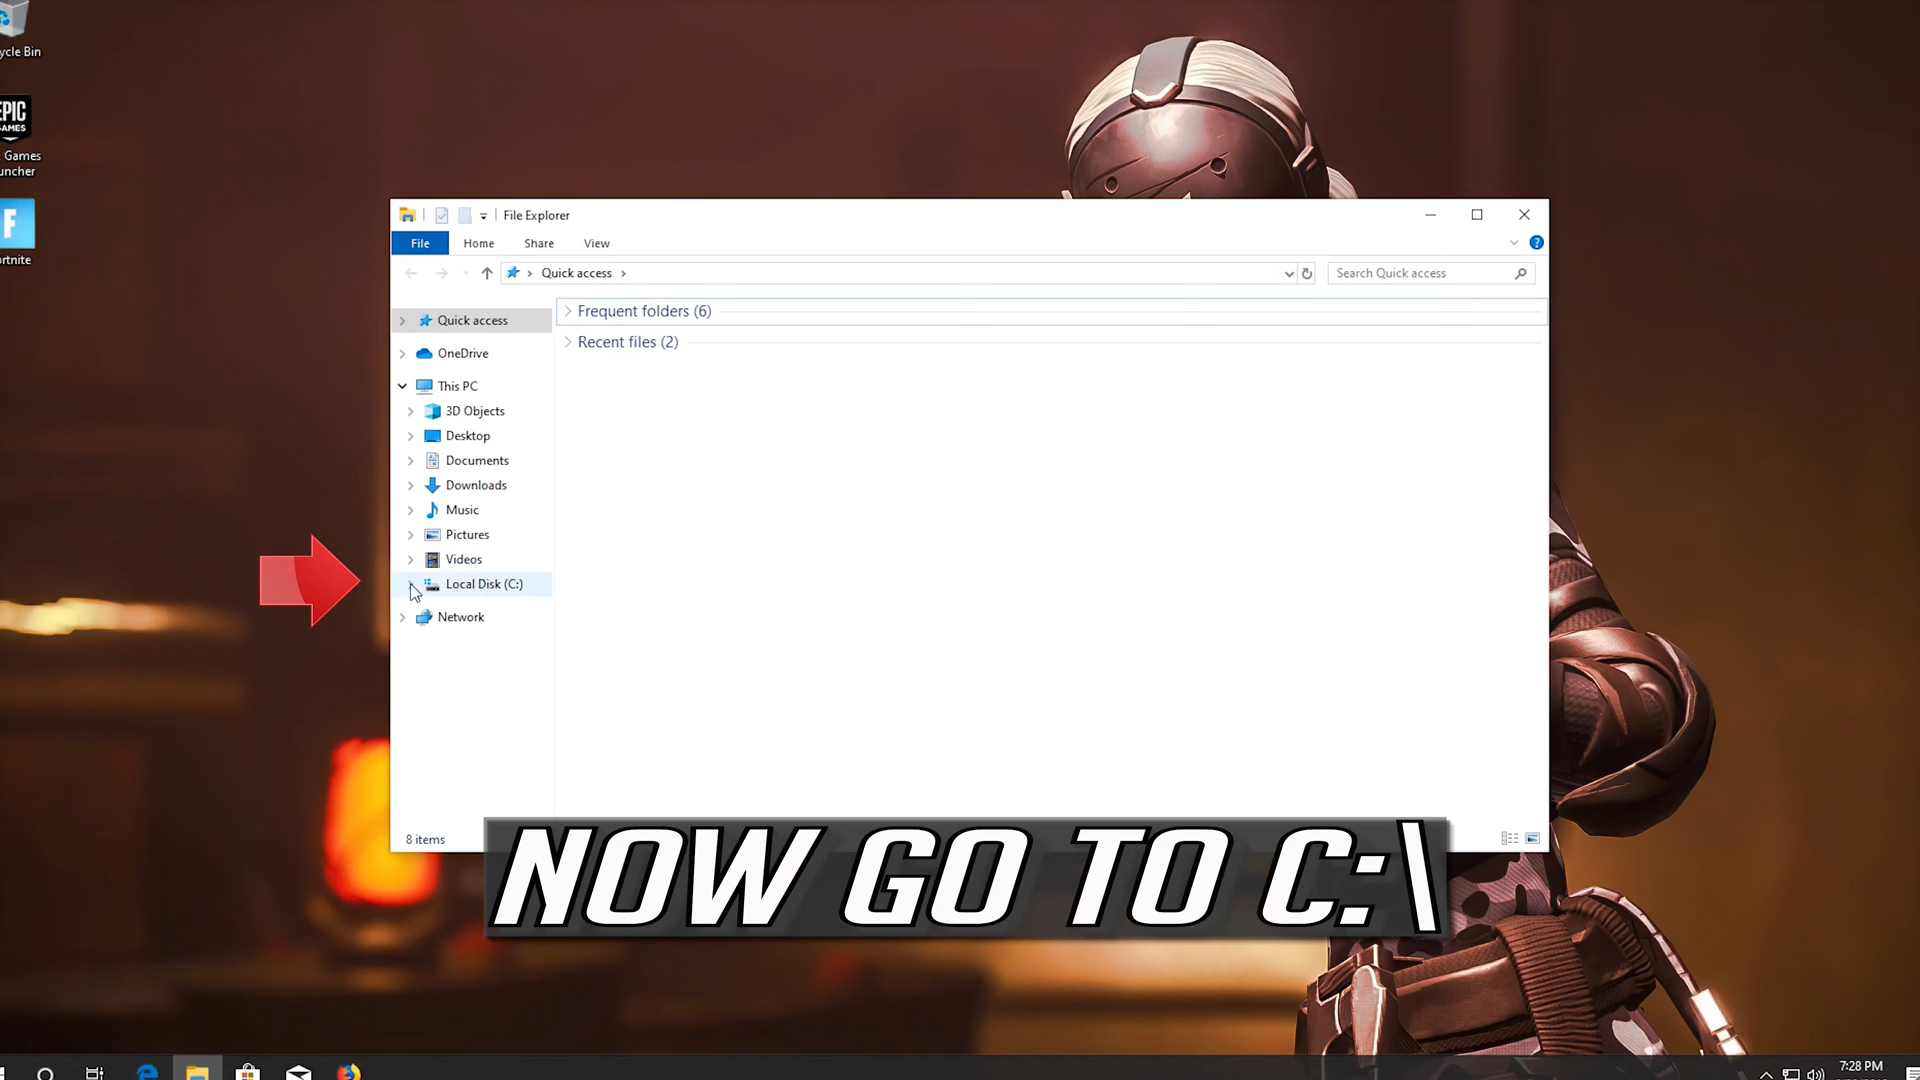 ycle Bin
EPIC
GAMES
Games
uncher
F
ortnite
File Explorer
File
Home
Share
View
?
Quick access
Search Quick access
Quick access
OneDrive
This PC
3D Objects
Desktop
Documents
Downloads
Music
Pictures
Videos
Local Disk (C:)
Network
Frequent folders (6)
Recent files (2)
8 items
NOW GO TO C:\
7:28 PM